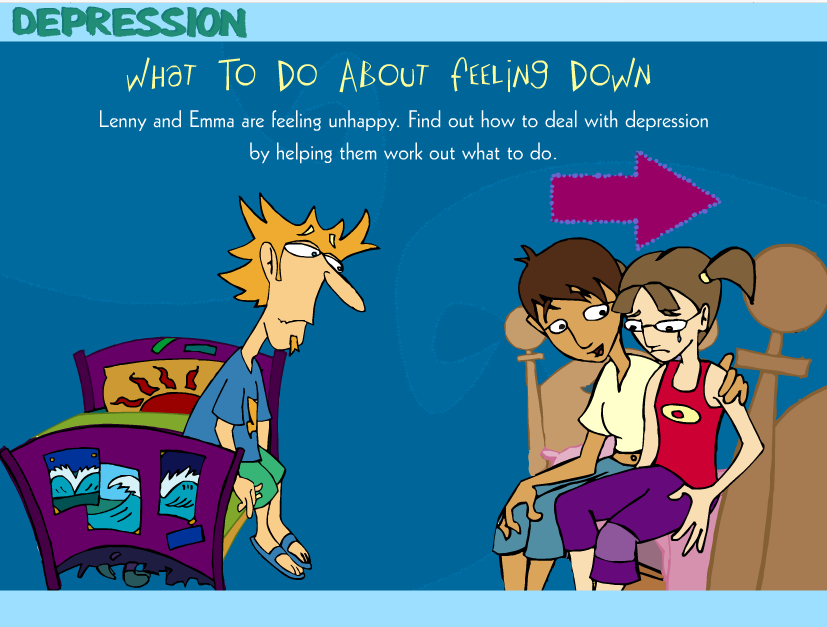 DEPRESSION
What To Do About Feeling Down
Lenny and Emma are feeling unhappy. Find out how to deal with depression
by helping them work out what to do.